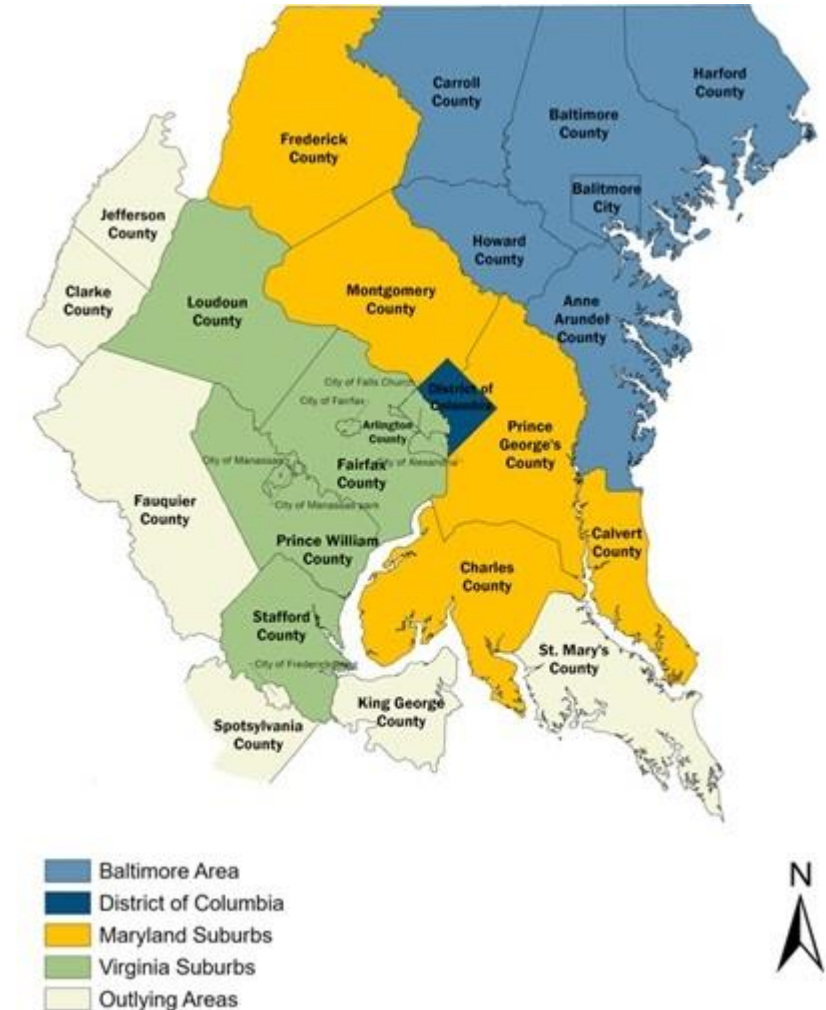 Carroll
County
Harford
County
Baltimore
County
Frederick
County
Balitmore
City
Jefferson
County
Howard
County
Clarke
County
Loudoun
County
Montgomery
County
Anne
Arundel
County
City of Falls Church
District of
Columbia
City of Fairfax
Arlington
County
Prince
George's
County
City of Manassas
Fairfax
County
City of Alexandria
City of Manassas park
Fauquier
County
Prince William
County
Calvert
County
Charles
County
Stafford
County
St. Mary's
County
King George
County
Spotsylvania
County
Baltimore Area
District of Columbia
Maryland Suburbs
Virginia Suburbs
Outlying Areas
N